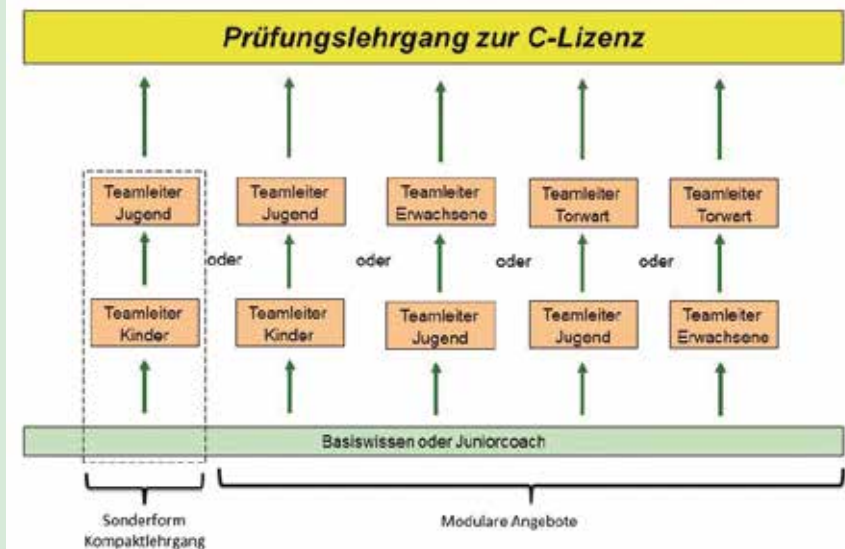 Prüfungslehrgang zur C-Lizenz
Teamleiter
Jugend
Teamleiter
Jugend
Teamleiter
Erwachsene
Teamleiter
Torwart
Teamleiter
Torwart
oder
oder
oder
oder
Teamleiter
Kinder
Teamleiter
Kinder
Teamleiter
Jugend
Teamleiter
Jugend
Teamleiter
Erwachsene
Basiswissen oder Juniorcoach
Sonderform
Kompaktlehrgang
Modulare Angebote